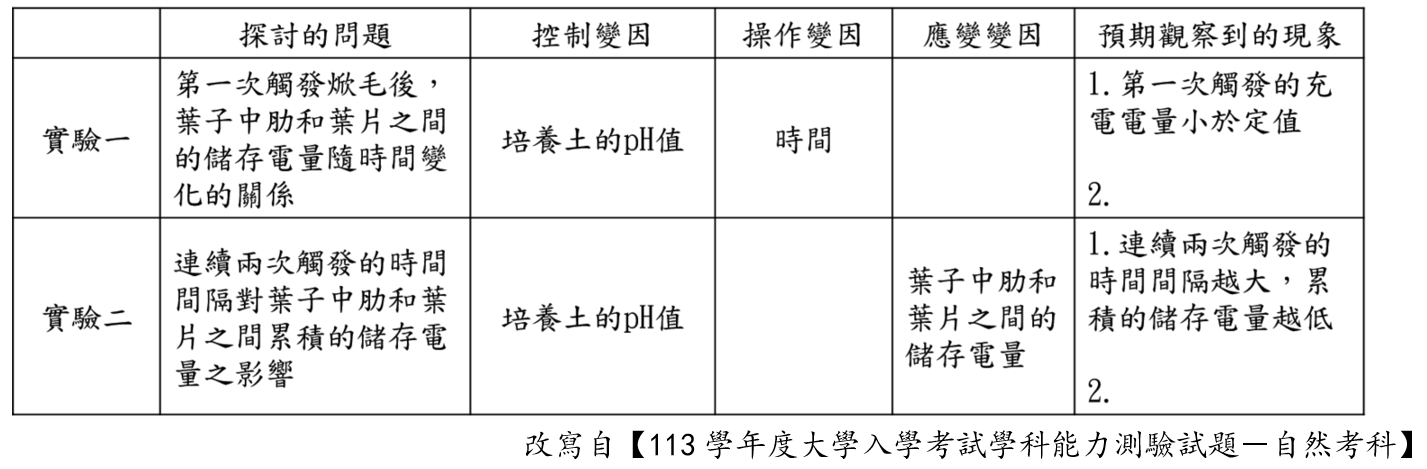 探討的問題 控制變因 操作變因 應變變因 預期觀察到的現象
實驗一
第一次觸發焮毛後，
葉子中肋和葉片之間
的儲存電量隨時間變
化的關係
培養土的pH值
時間
1.第一次觸發的充
電電量小於定值
2.
實驗二
連續兩次觸發的時間
間隔對葉子中肋和葉
片之間累積的儲存電
量之影響
培養土的pH值
葉子中肋和
葉片之間的
儲存電量
1.連續兩次觸發的
時間間隔越大，累
積的儲存電量越低
2.
改寫自【113 學年度大學入學考試學科能力測驗試題－自然考科】